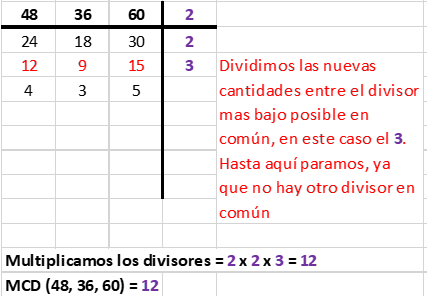 48 36 60 2
24 18 30 2
12 9 15 3
4 3 5
Dividimos las nuevas
cantidades entre el divisor
mas bajo posible en
común, en este caso el 3.
Hasta aquí paramos, ya
que no hay otro divisor en
común
Multiplicamos los divisores = 2 x 2 x 3 = 12
MCD (48, 36, 60) = 12